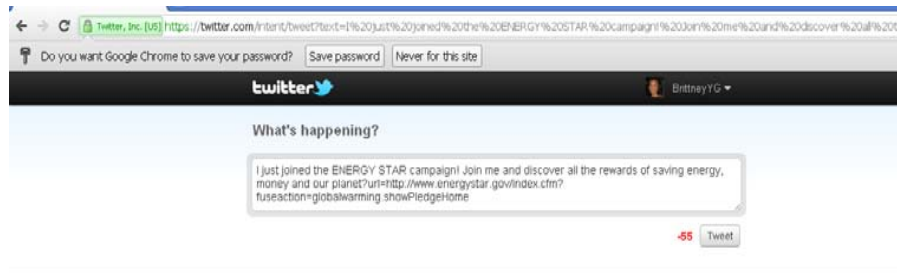 Twitter, Inc. [US] https://twitter.com/intent/tweet?text=I%20just%20joined%20the%20ENERGY%20STAR%20campaign!%20Join%20me%20and%20discover%20all%20t
Do you want Google Chrome to save your password? Save password Never for this site
twitter BrittneyYG
What's happening?
I just joined the ENERGY STAR campaign! Join me and discover all the rewards of saving energy,
money and our planet?url=http://www.energystar.gov/index.cfm?
fuseaction=globalwarming.showPledgeHome
-55 Tweet